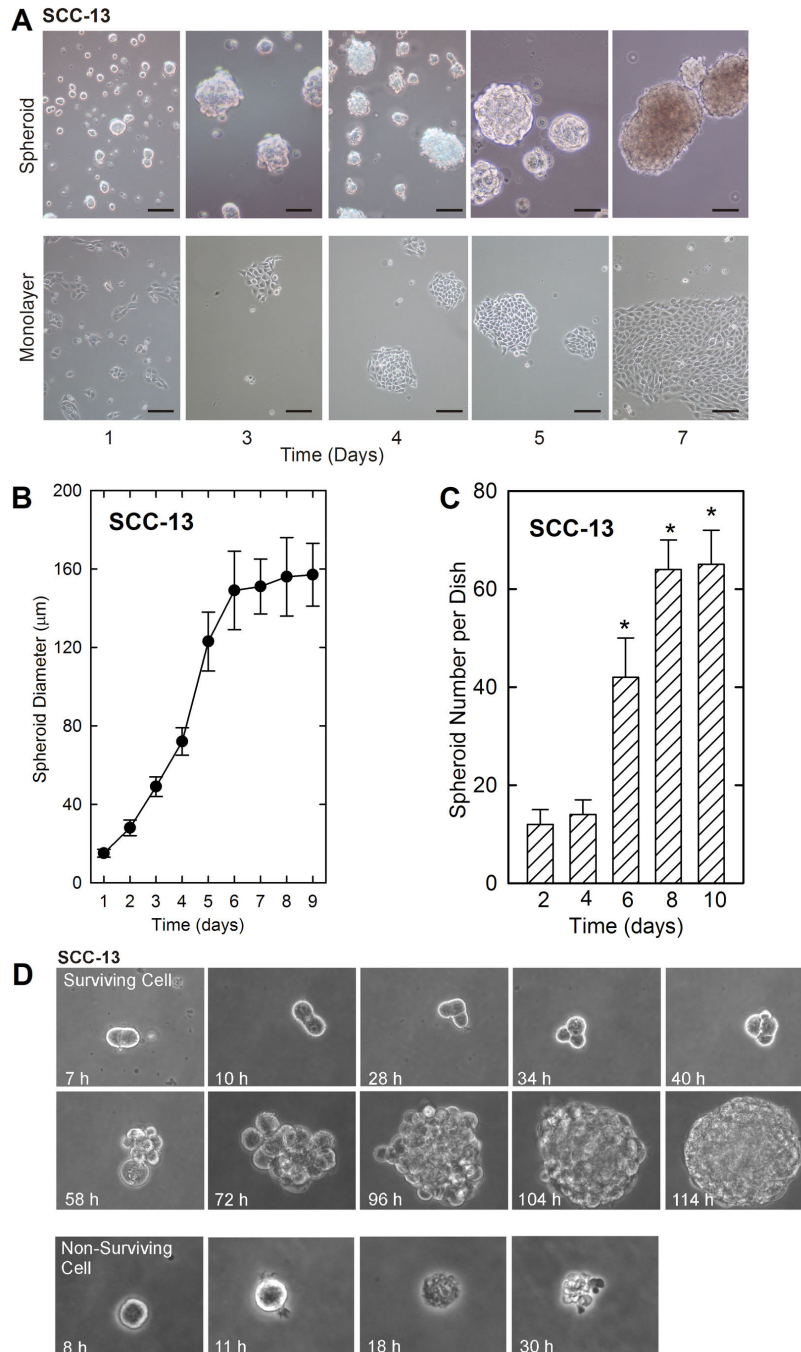 A
SCC-13
Spheroid
Monolayer
1 3 4 5 7
Time (Days)
B
SCC-13
Spheroid Diameter (µm)
200
160
120
80
40
0
1 2 3 4 5 6 7 8 9
Time (days)
C
SCC-13
Spheroid Number per Dish
80
60
40
20
0
* * *
2 4 6 8 10
Time (days)
D
SCC-13
Surviving Cell
7 h 10 h 28 h 34 h 40 h
58 h 72 h 96 h 104 h 114 h
Non-Surviving
Cell
8 h 11 h 18 h 30 h